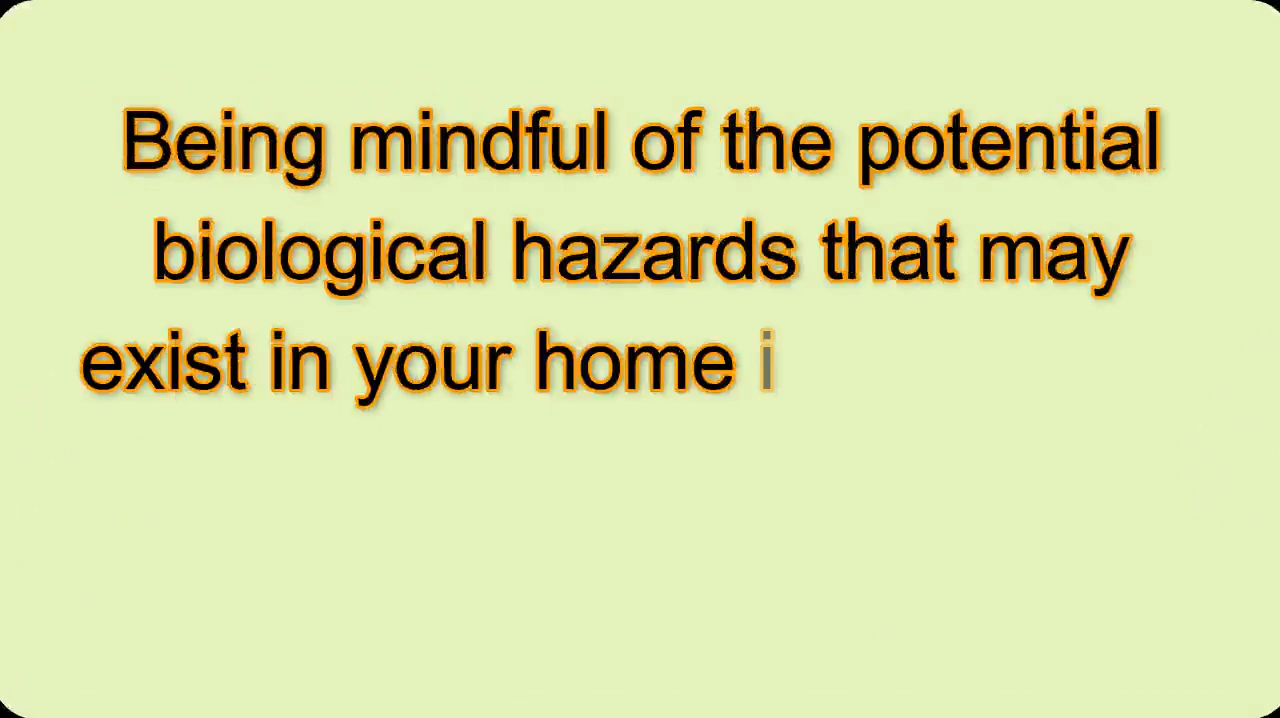 Being mindful of the potential
biological hazards that may
exist in your home i